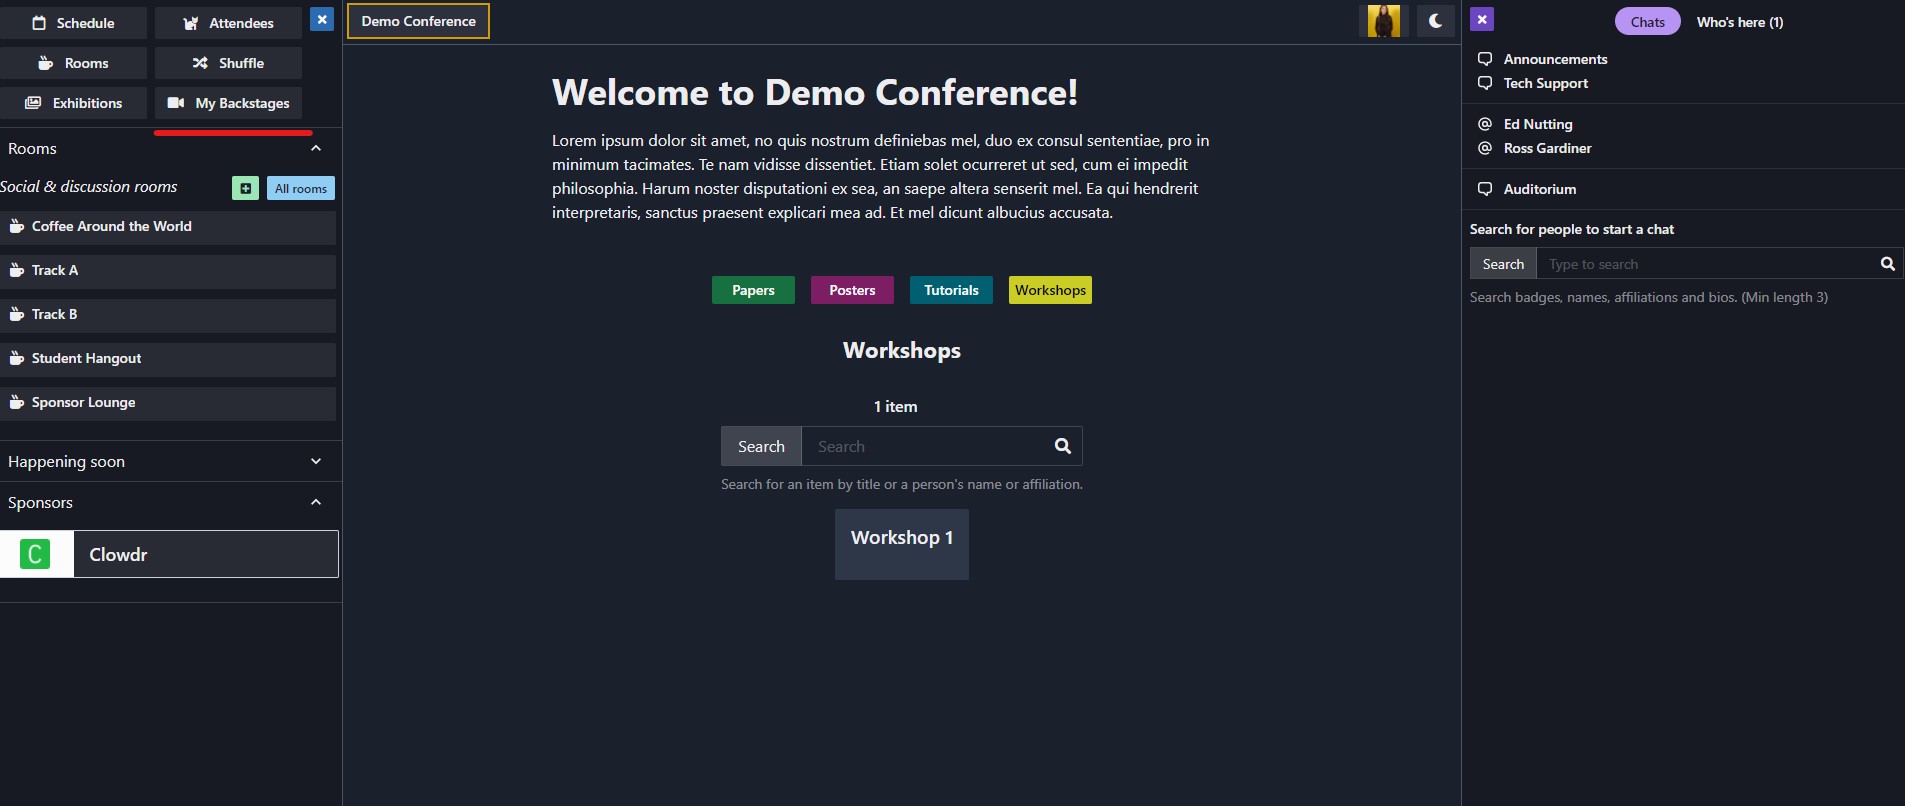 Schedule
Attendees
Rooms
Shuffle
Exhibitions
My Backstages
Rooms
Social & discussion rooms
All rooms
Coffee Around the World
Track A
Track B
Student Hangout
Sponsor Lounge
Happening soon
Sponsors
C
Clowdr
Demo Conference
Welcome to Demo Conference!
Lorem ipsum dolor sit amet, no quis nostrum definiebas mel, duo ex consul sententiae, pro in
minimum tacimates. Te nam vidisse dissentiet. Etiam solet ocurreret ut sed, cum ei impedit
philosophia. Harum noster disputationi ex sea, an saepe altera senserit mel. Ea qui hendrerit
interpretaris, sanctus praesent explicari mea ad. Et mel dicunt albucius accusata.
Papers
Posters
Tutorials
Workshops
Workshops
1 item
Search
Search
Search for an item by title or a person's name or affiliation.
Workshop 1
Chats
Who's here (1)
Announcements
Tech Support
Ed Nutting
Ross Gardiner
Auditorium
Search for people to start a chat
Search
Type to search
Search badges, names, affiliations and bios. (Min length 3)